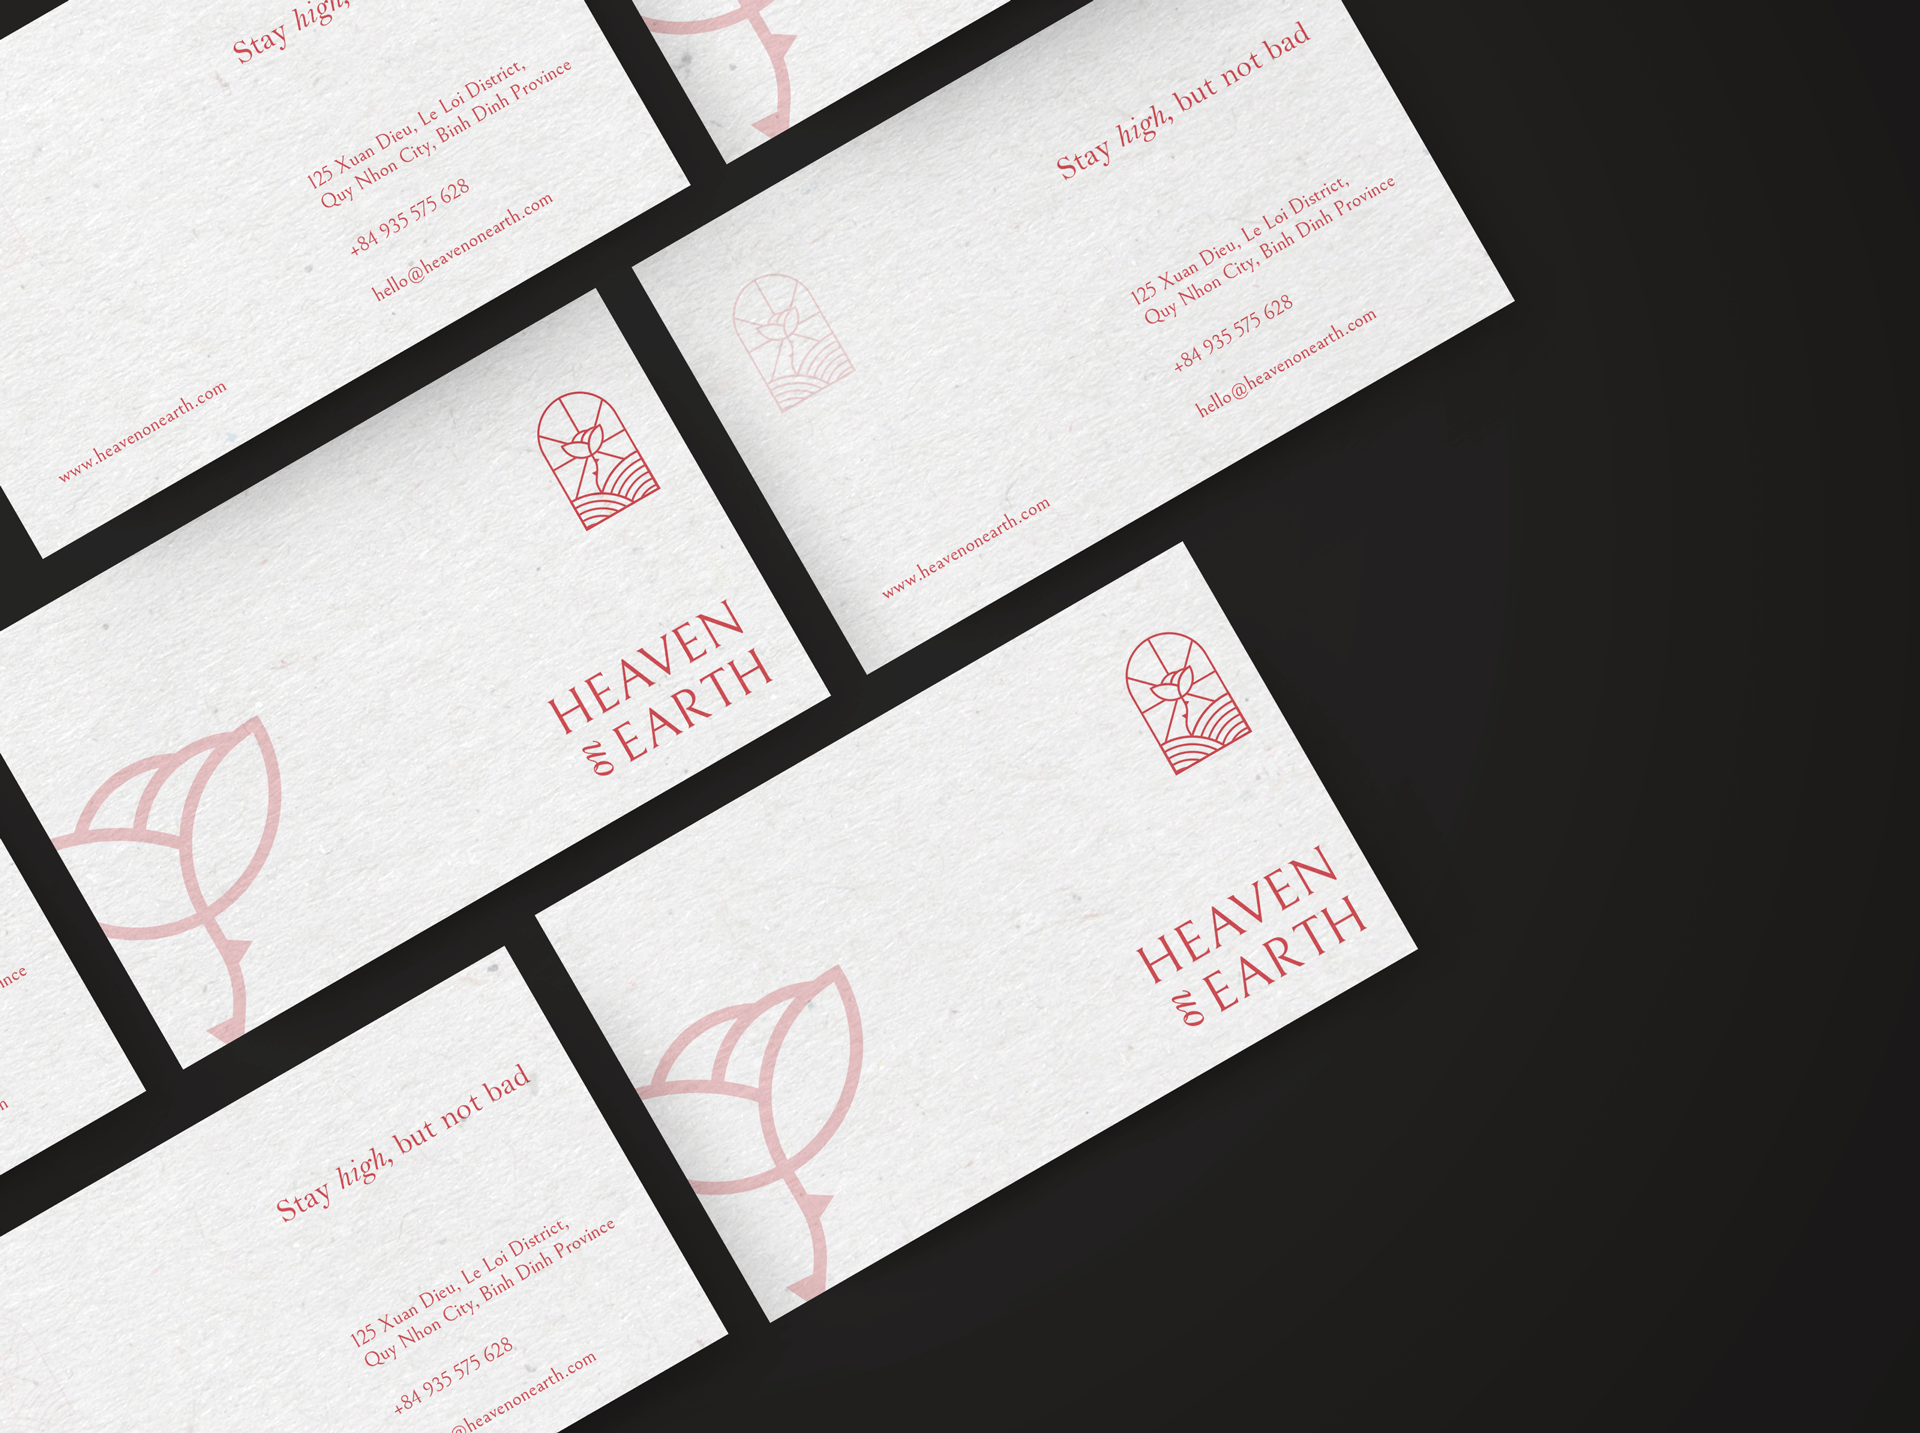 Stay high,
125 Xuan Dieu, Le Loi District,
Quy Nhon City, Binh Dinh Province
+84 935 575 628
hello@heavenonearth.com
www.heavenonearth.com
Stay high, but not bad
125 Xuan Dieu, Le Loi District,
Quy Nhon City, Binh Dinh Province
+84 935 575 628
hello@heavenonearth.com
www.heavenonearth.com
HEAVEN
on EARTH
HEAVEN
on EARTH
Stay high, but not bad
125 Xuan Dieu, Le Loi District,
Quy Nhon City, Binh Dinh Province
+84 935 575 628
@heavenonearth.com